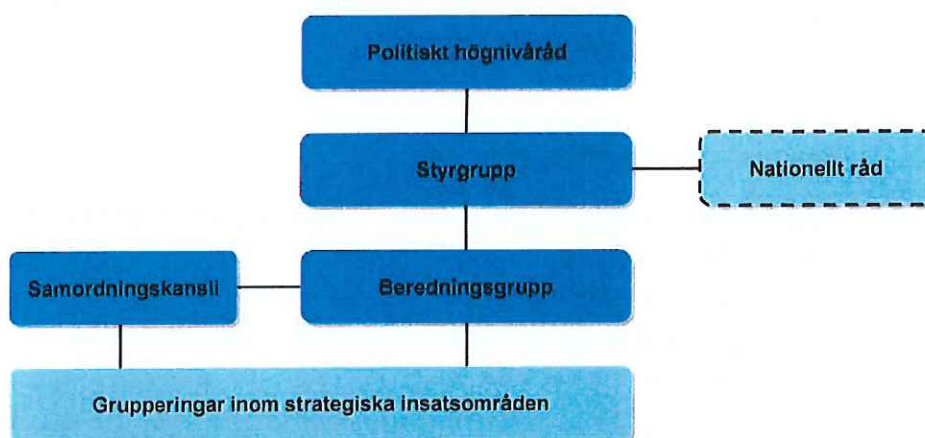 Politiskt högnivåråd
Styrgrupp
Nationellt råd
Samordningskansli
Beredningsgrupp
Grupperingar inom strategiska insatsområden